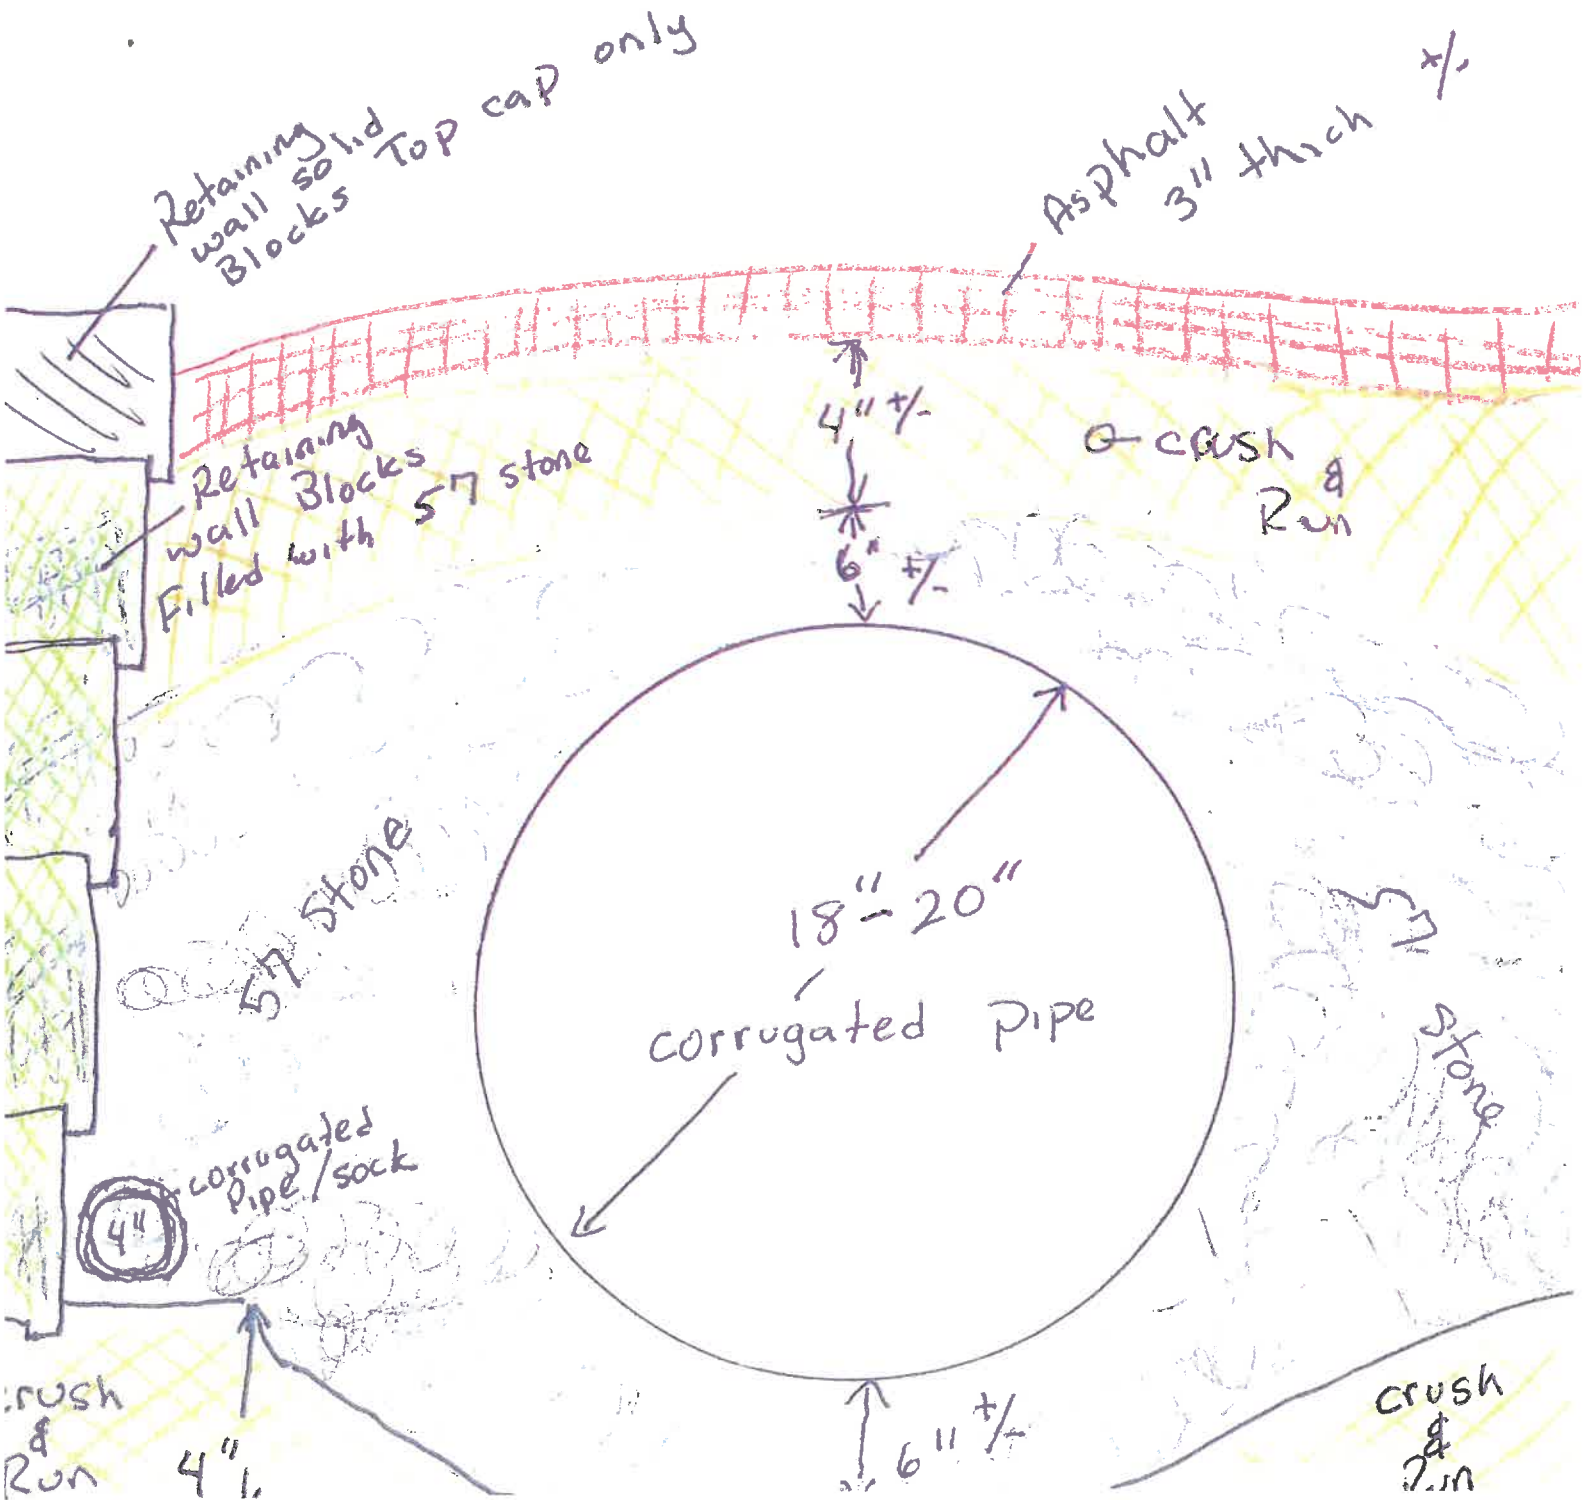 Retaining
wall solid
Blocks Top cap only
Asphalt
3" thick +/-
Retaining
wall Blocks
Filled with 57 stone
4" +/-
crush
&
Run
6" +/-
57 stone
18"-20"
corrugated pipe
57
stone
corrugated
pipe/sock
4"
crush
&
Run
4"
6" +/-
crush
&
Run